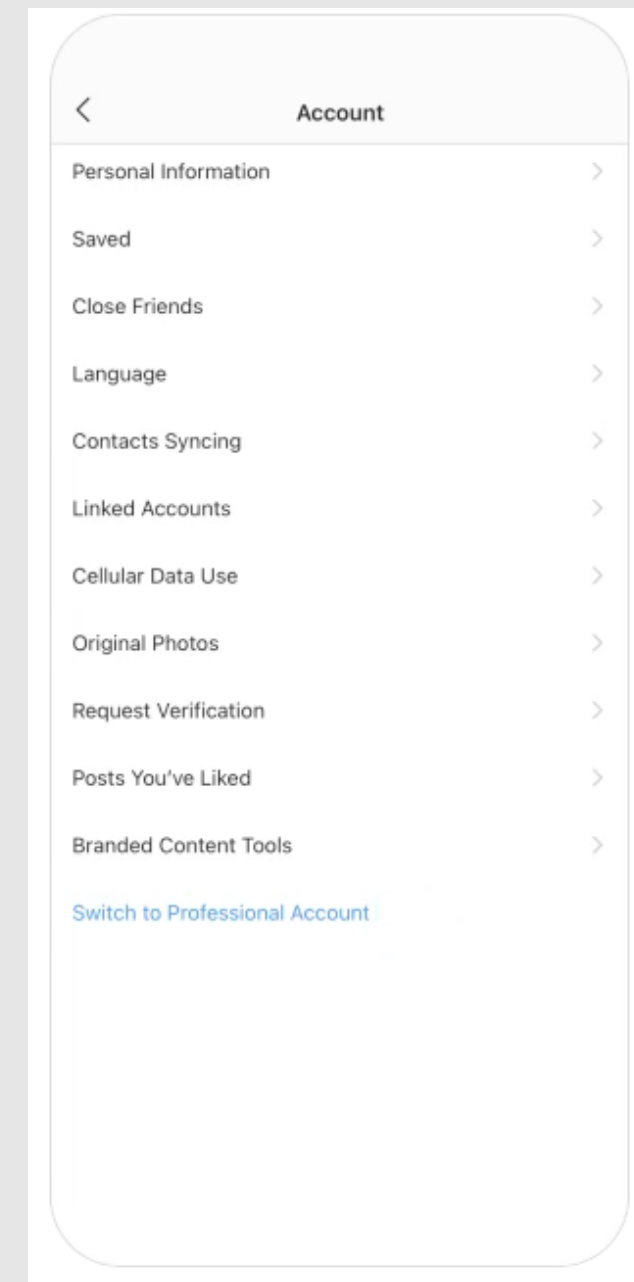 Account
Personal Information
Saved
Close Friends
Language
Contacts Syncing
Linked Accounts
Cellular Data Use
Original Photos
Request Verification
Posts You’ve Liked
Branded Content Tools
Switch to Professional Account